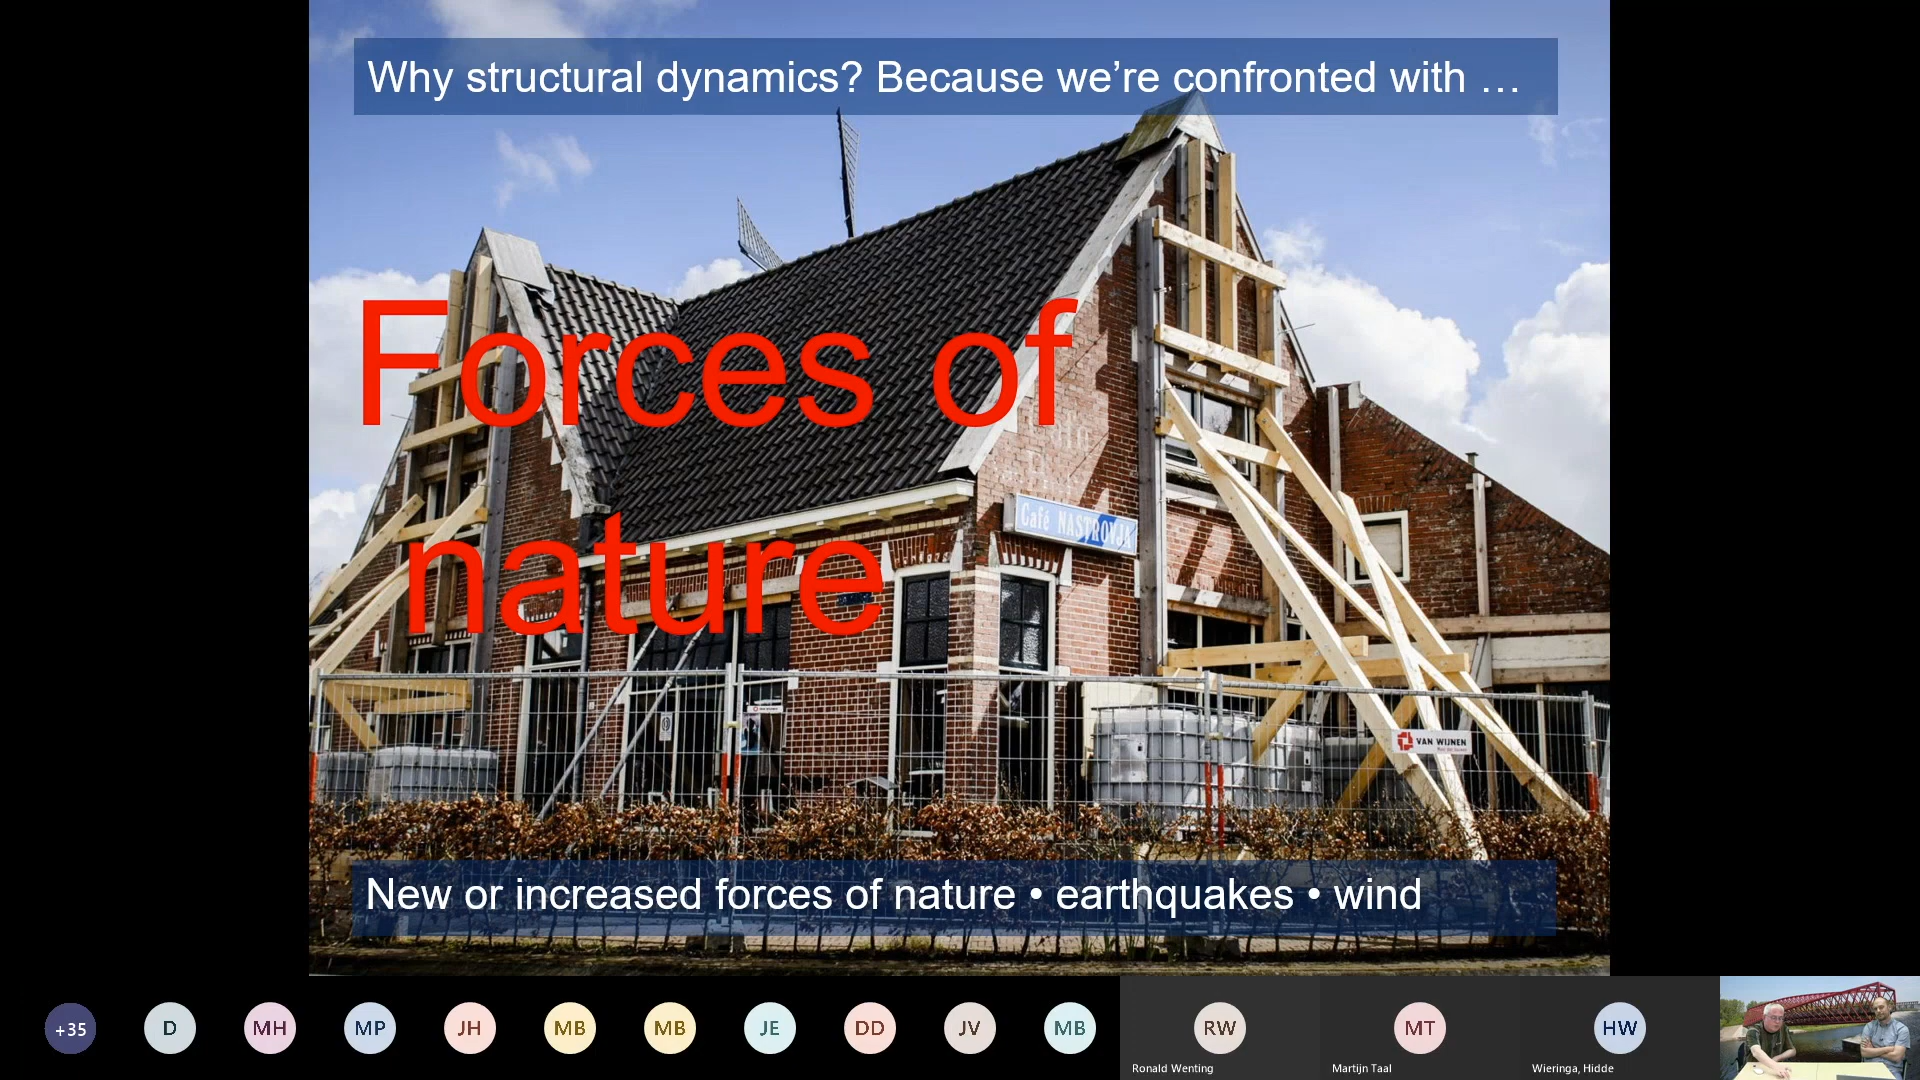 Why structural dynamics? Because we’re confronted with …
Forces of
nature
Café NASTROVJA
VAN WIJNEN
New or increased forces of nature • earthquakes • wind
+35
D
MH
MP
JH
MB
MB
JE
DD
JV
MB
RW
MT
HW
Ronald Wenting
Martijn Taal
Wieringa, Hidde